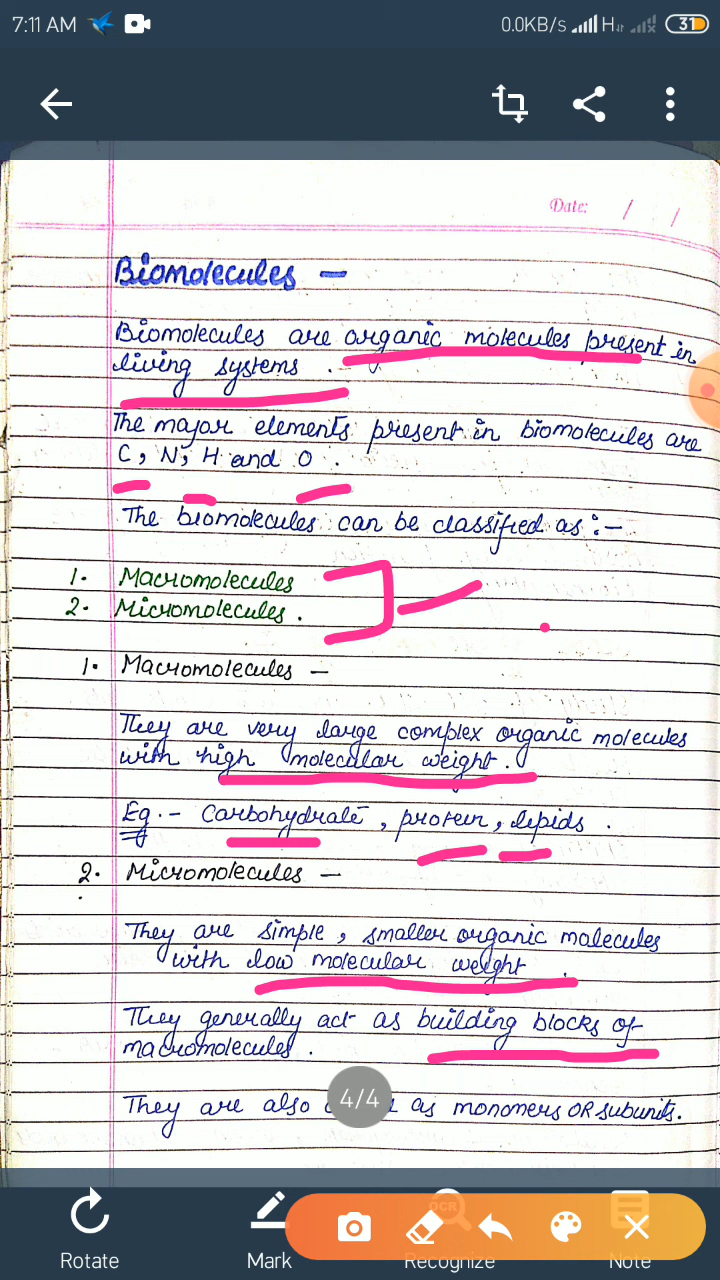 7:11 AM
0.0KB/s
H
31
Date: / /
Biomolecules —
Biomolecules are organic molecules present in
living systems .
The major elements present in biomolecules are
C, N, H and O .
The biomolecules can be classified as :-
1. Macromolecules
2. Micromolecules .
1. Macromolecules —
They are very large complex organic molecules
with high molecular weight .
Eg. - Carbohydrate , protein , lipids .
2. Micromolecules —
They are simple , smaller organic malecules
with low molecular weight .
They generally act as building blocks of
macromolecules .
They are also as monomers OR subunits.
4/4
OCR
Rotate
Mark
Recognize
Note